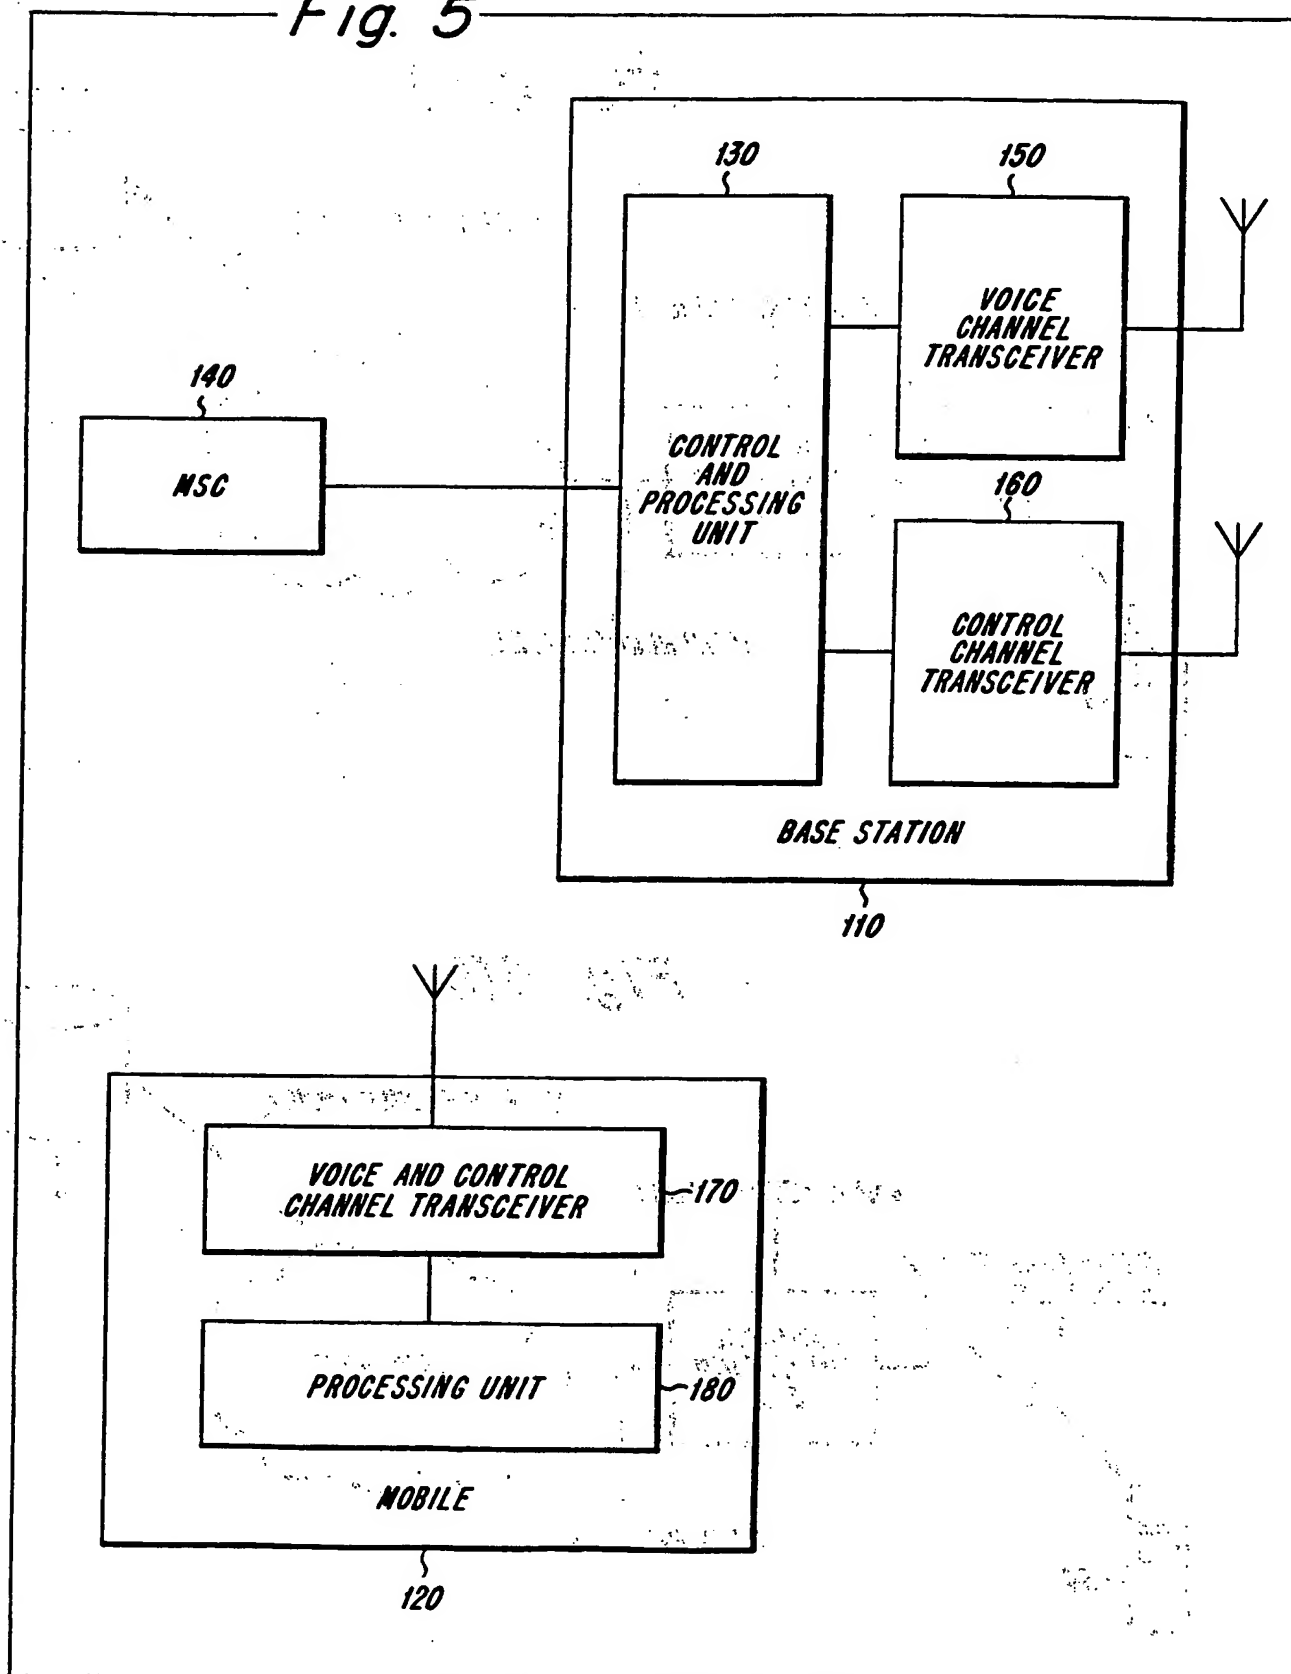 Fig. 5
130
150
VOICE
CHANNEL
TRANSCEIVER
140
MSC
CONTROL
AND
PROCESSING
UNIT
160
CONTROL
CHANNEL
TRANSCEIVER
BASE STATION
110
VOICE AND CONTROL
CHANNEL TRANSCEIVER
170
PROCESSING UNIT
180
MOBILE
120